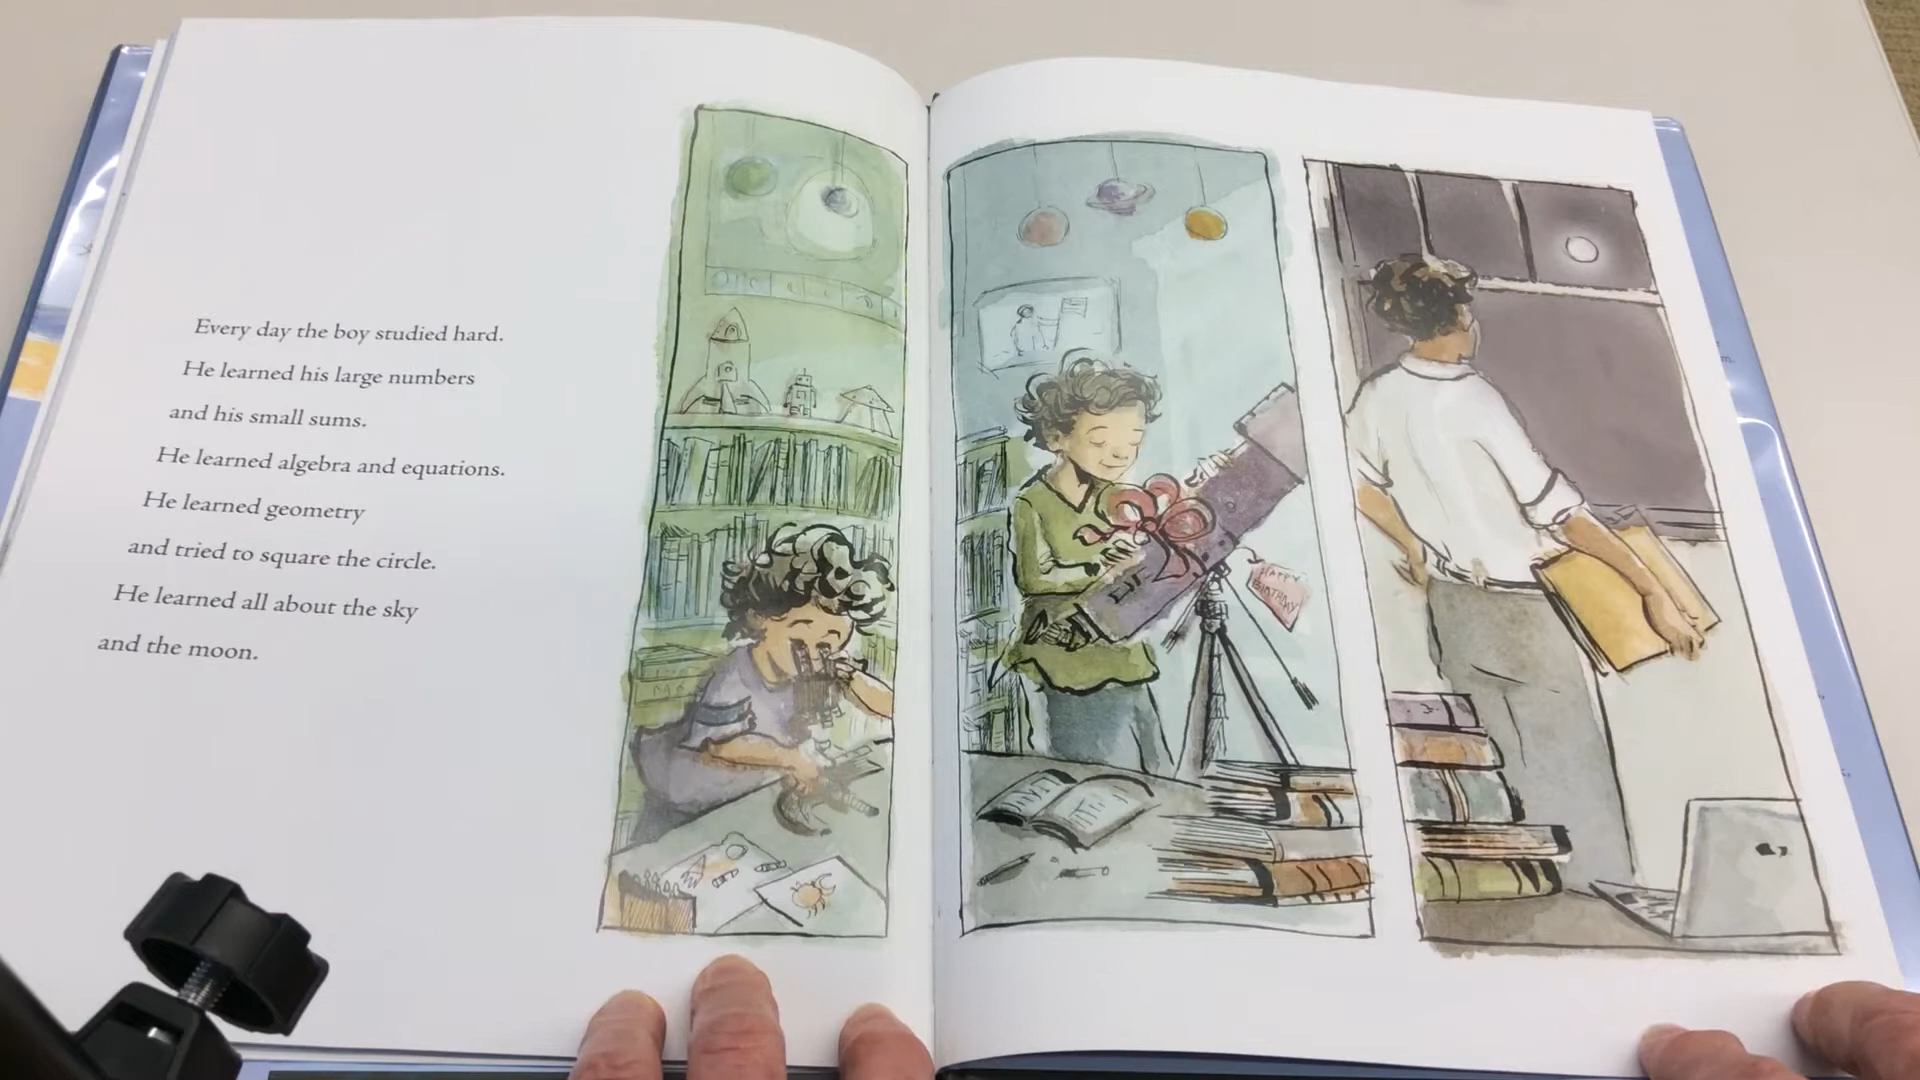 Every day the boy studied hard.
He learned his large numbers
and his small sums.
He learned algebra and equations.
He learned geometry
and tried to square the circle.
He learned all about the sky
and the moon.
HAPPY
BIRTHDAY